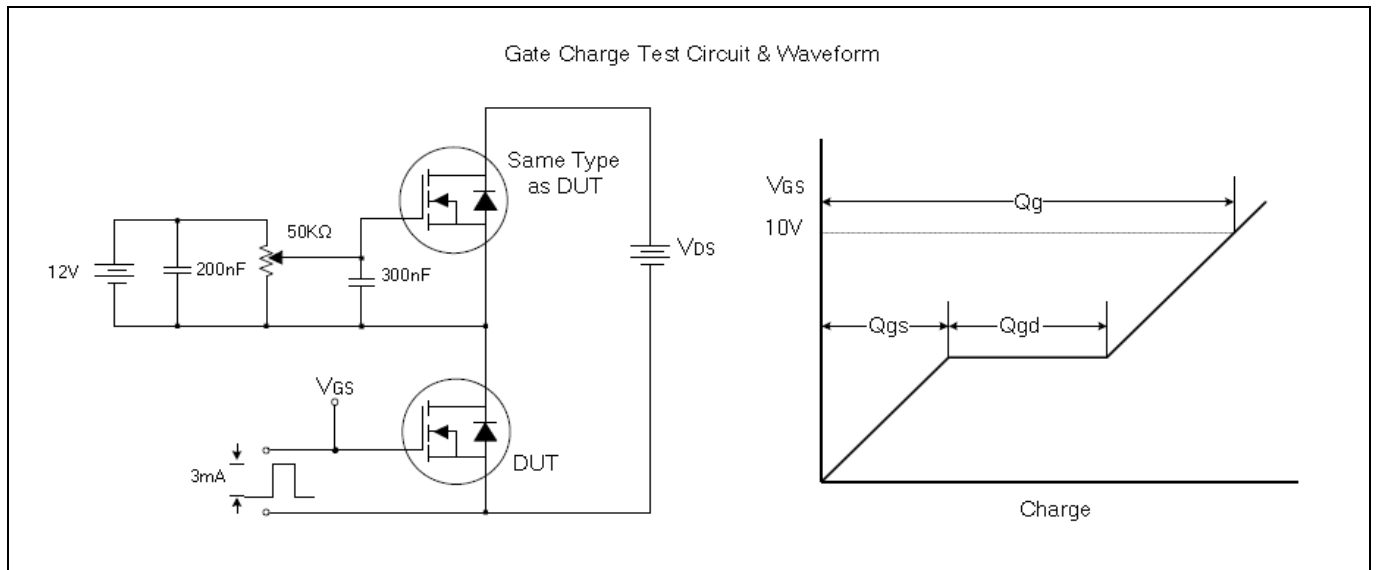 Gate Charge Test Circuit & Waveform
Same Type
as DUT
50KΩ
12V
200nF
300nF
VDS
VGS
DUT
3mA
VGS
10V
Qg
Qgs
Qgd
Charge